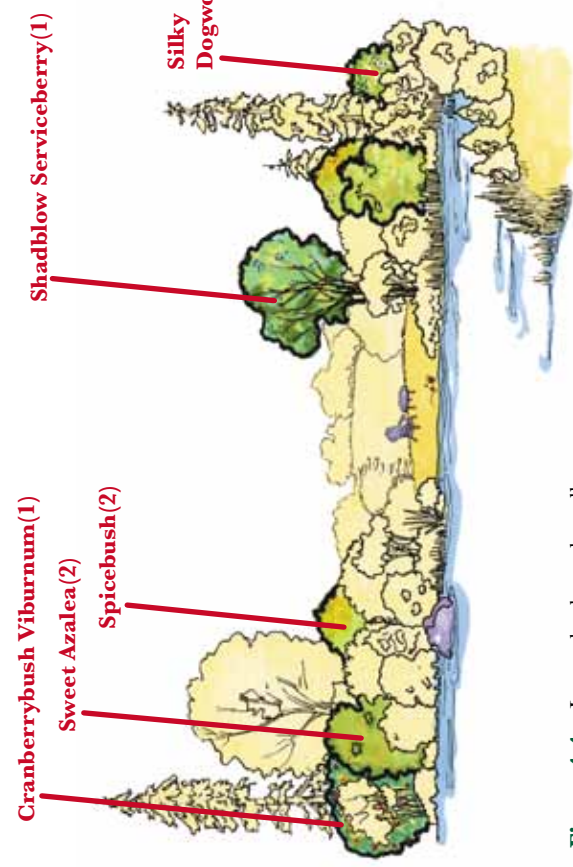 Cranberrybush Viburnum(1)
Sweet Azalea(2)
Spicebush(2)
Shadblow Serviceberry(1)
Silky